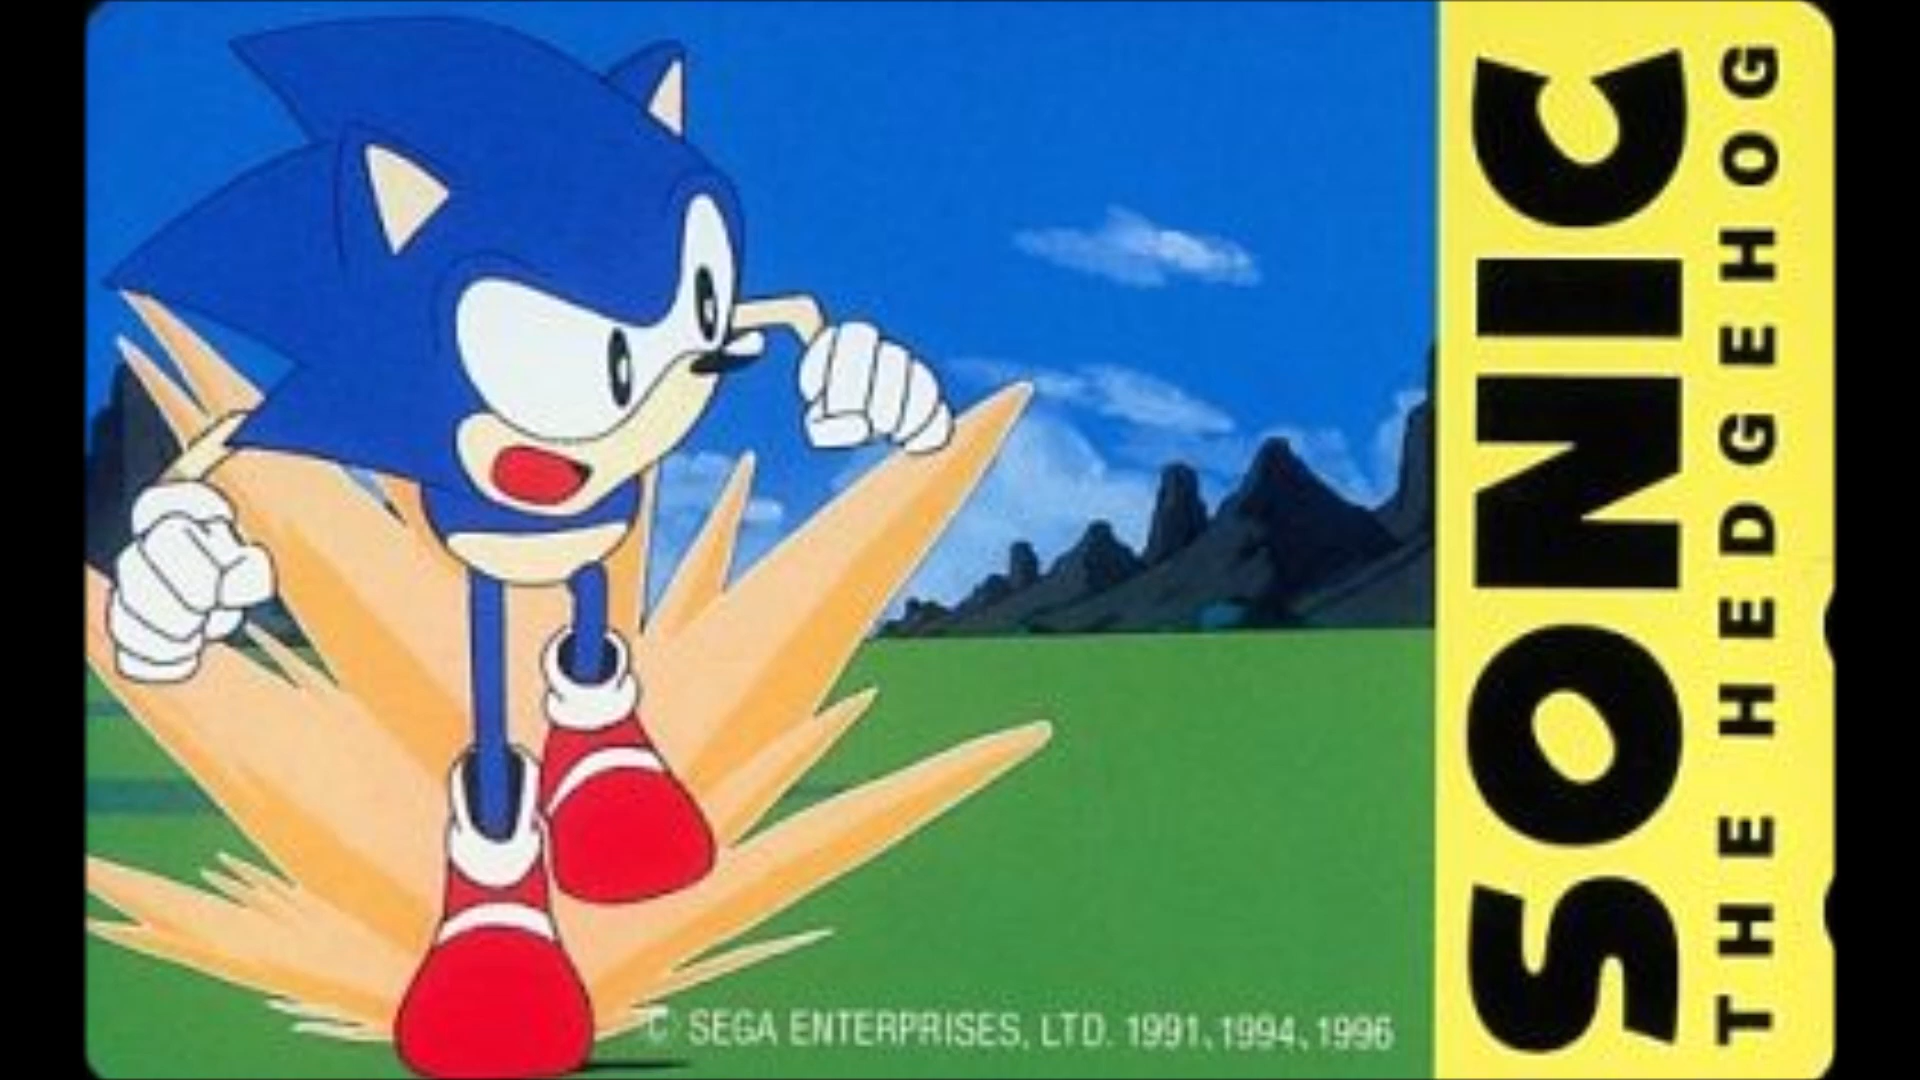 © SEGA ENTERPRISES, LTD. 1991、1994、1996
SONIC
THE HEDGEHOG